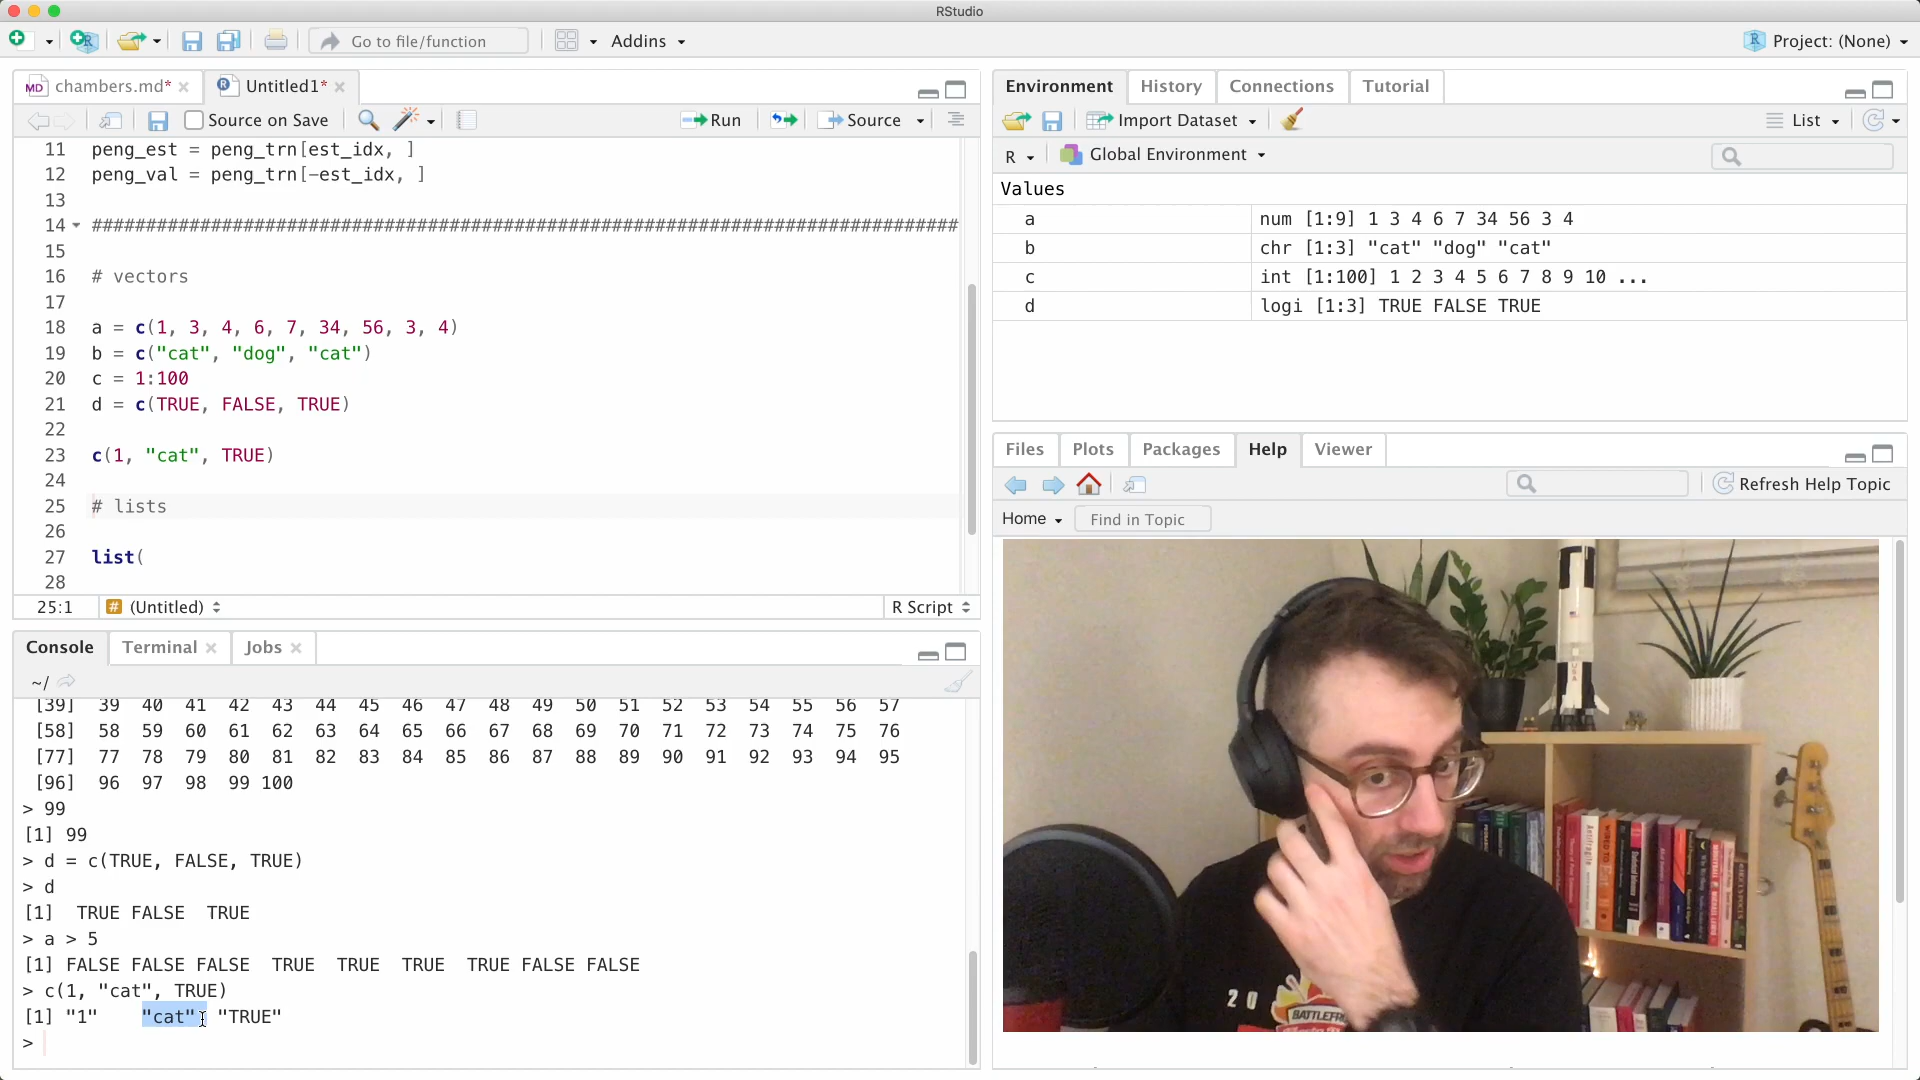 RStudio
Go to file/function
Addins
Project: (None)
MD chambers.md*
Untitled1*
Source on Save
Run
Source
11 peng_est = peng_trn[est_idx, ]
12 peng_val = peng_trn[-est_idx, ]
13
14 ################################################################################
15
16 # vectors
17
18 a = c(1, 3, 4, 6, 7, 34, 56, 3, 4)
19 b = c("cat", "dog", "cat")
20 c = 1:100
21 d = c(TRUE, FALSE, TRUE)
22
23 c(1, "cat", TRUE)
24
25 # lists
26
27 list(
28
25:1 # (Untitled) R Script
Console
Terminal
Jobs
~/
[39] 39 40 41 42 43 44 45 46 47 48 49 50 51 52 53 54 55 56 57
[58] 58 59 60 61 62 63 64 65 66 67 68 69 70 71 72 73 74 75 76
[77] 77 78 79 80 81 82 83 84 85 86 87 88 89 90 91 92 93 94 95
[96] 96 97 98 99 100
> 99
[1] 99
> d = c(TRUE, FALSE, TRUE)
> d
[1] TRUE FALSE TRUE
> a > 5
[1] FALSE FALSE FALSE TRUE TRUE TRUE TRUE FALSE FALSE
> c(1, "cat", TRUE)
[1] "1" "cat" "TRUE"
>
Environment
History
Connections
Tutorial
Import Dataset
List
R
Global Environment
Values
a num [1:9] 1 3 4 6 7 34 56 3 4
b chr [1:3] "cat" "dog" "cat"
c int [1:100] 1 2 3 4 5 6 7 8 9 10 ...
d logi [1:3] TRUE FALSE TRUE
Files
Plots
Packages
Help
Viewer
Refresh Help Topic
Home
Find in Topic
USA
Antifragile
2 0